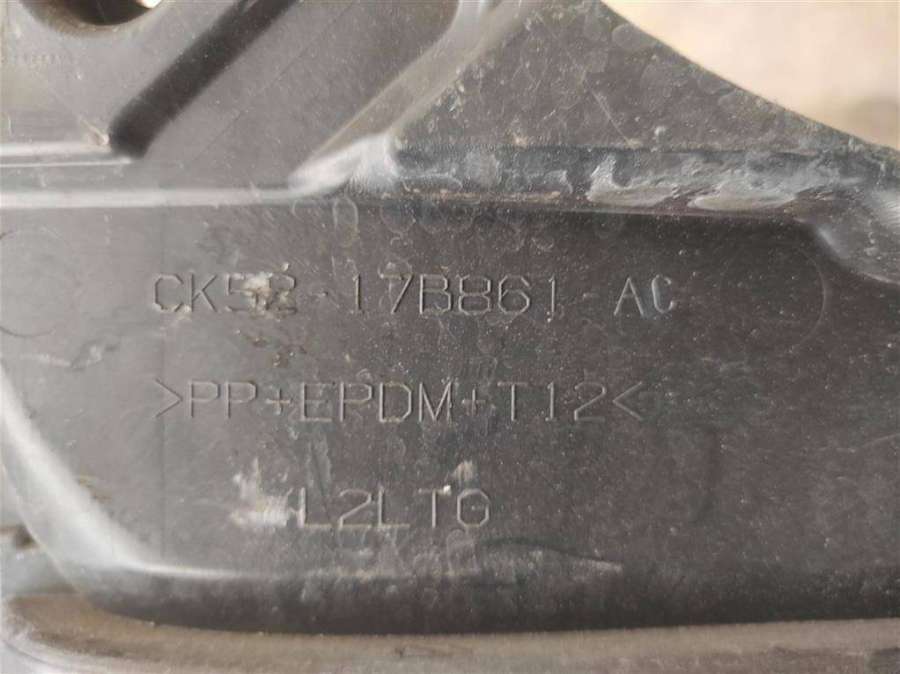 CK52-17B861-AC
>PP+EPDM+T12<
L2LTG